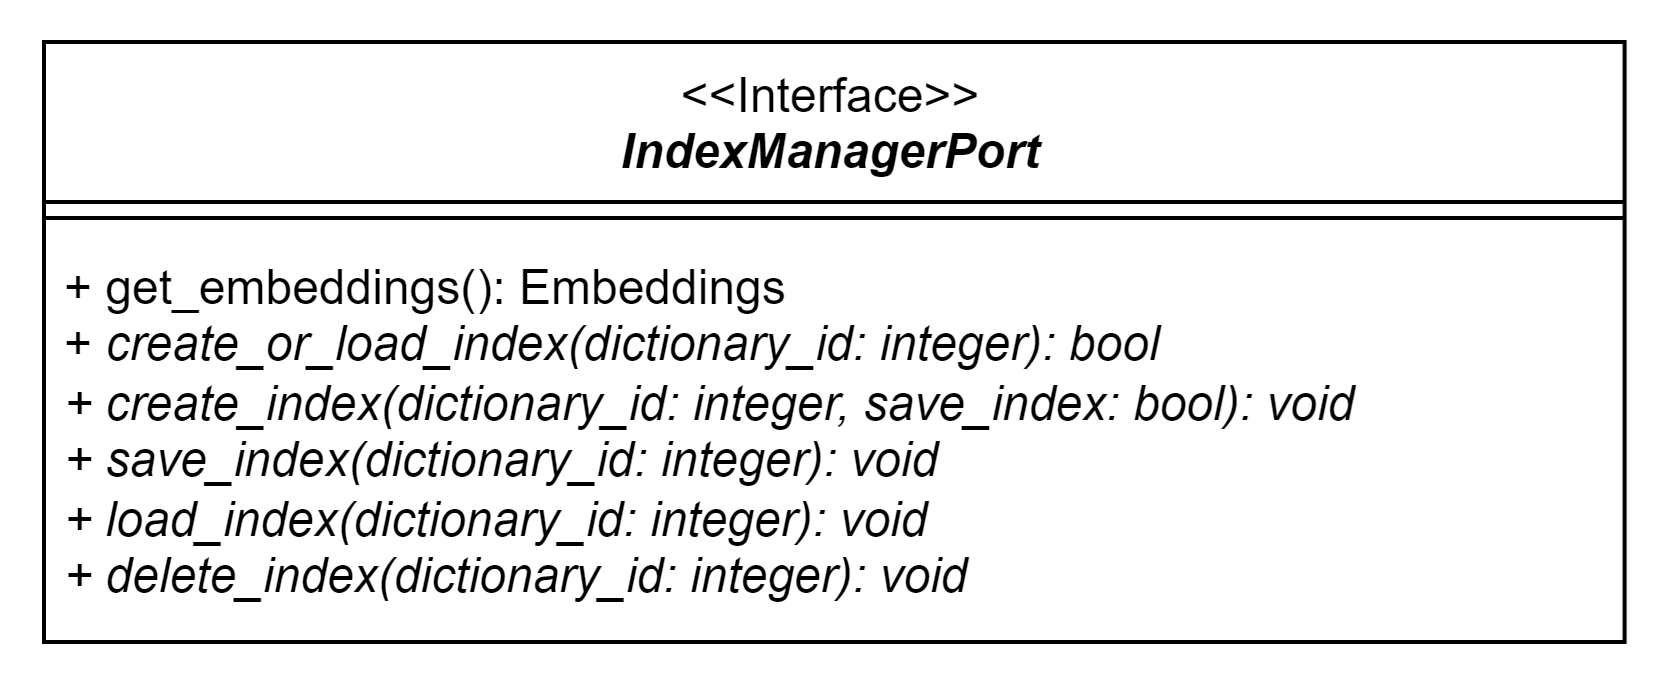 <<Interface>>
IndexManagerPort
+ get_embeddings(): Embeddings
+ create_or_load_index(dictionary_id: integer): bool
+ create_index(dictionary_id: integer, save_index: bool): void
+ save_index(dictionary_id: integer): void
+ load_index(dictionary_id: integer): void
+ delete_index(dictionary_id: integer): void